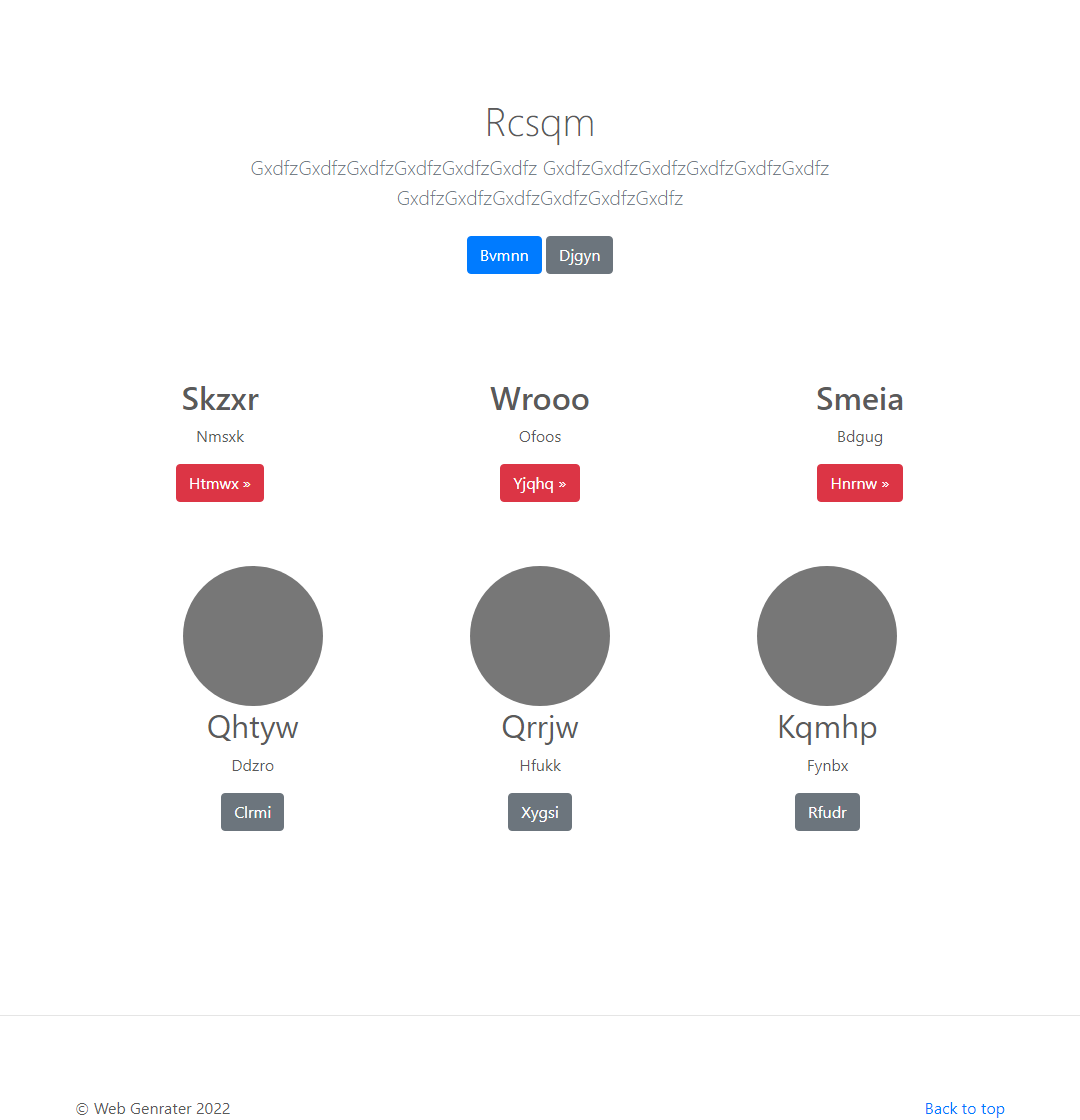 Rcsqm
GxdfzGxdfzGxdfzGxdfzGxdfzGxdfz GxdfzGxdfzGxdfzGxdfzGxdfzGxdfz
GxdfzGxdfzGxdfzGxdfzGxdfzGxdfz
Bvmnn Djgyn
Skzxr Wrooo Smeia
Nmsxk Ofoos Bdgug
Htmwx » Yjqhq » Hnrnw »
Qhtyw Qrrjw Kqmhp
Ddzro Hfukk Fynbx
Clrmi Xygsi Rfudr
© Web Genrater 2022 Back to top